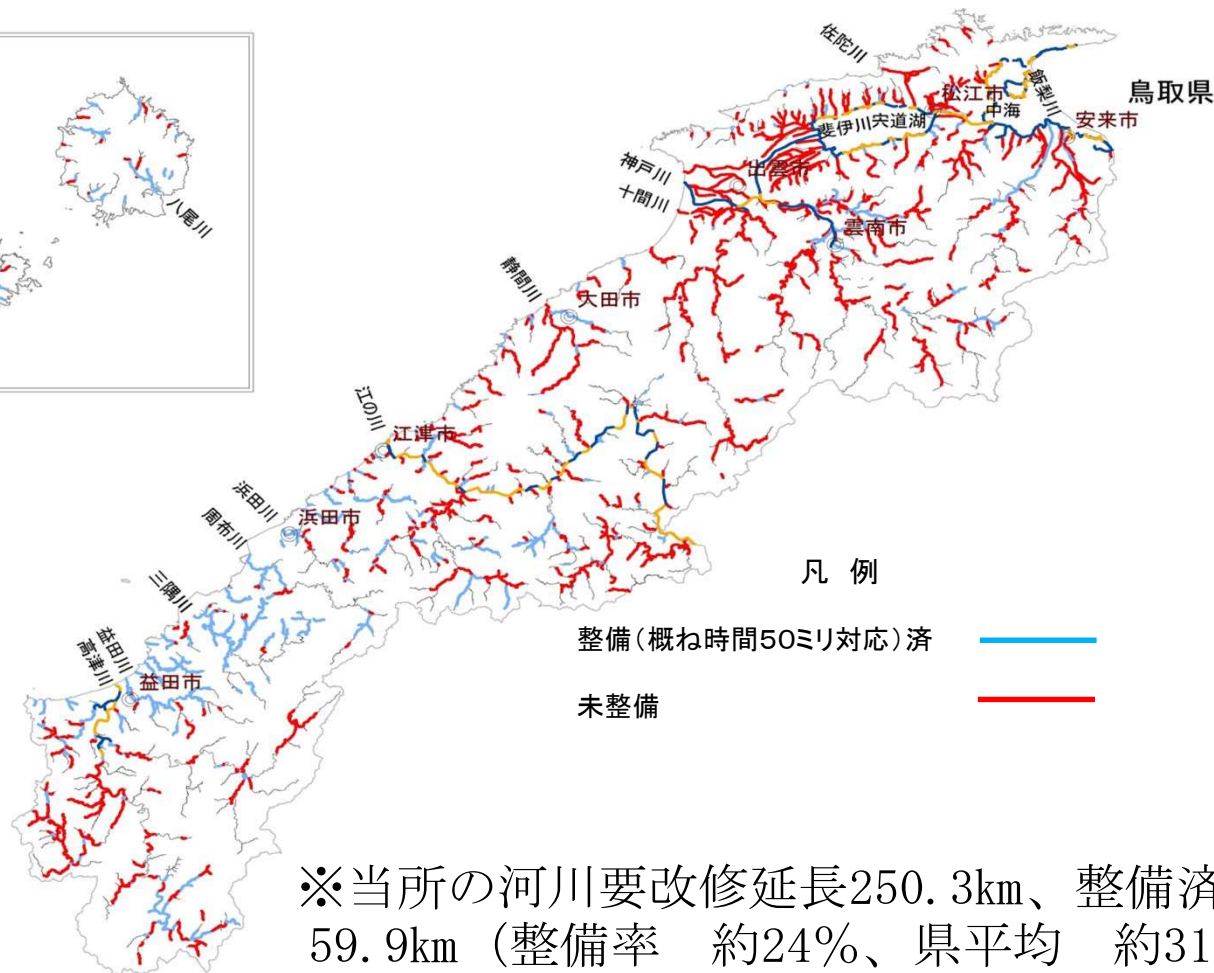 佐陀川
飯梨川
鳥取県
松江市
中海
安来市
斐伊川宍道湖
神戸川
出雲市
十間川
八尾川
雲南市
静間川
大田市
江の川
江津市
浜田川
浜田市
周布川
三隅川
益田川
高津川
益田市
凡 例
整備(概ね時間50ミリ対応)済
未整備
※当所の河川要改修延長250.3km、整備済
59.9km (整備率 約24%、県平均 約31